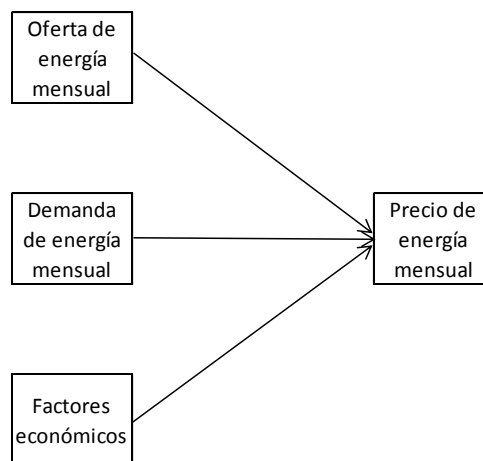 Oferta de
energía
mensual
Demanda
de energía
mensual
Precio de
energía
mensual
Factores
económicos